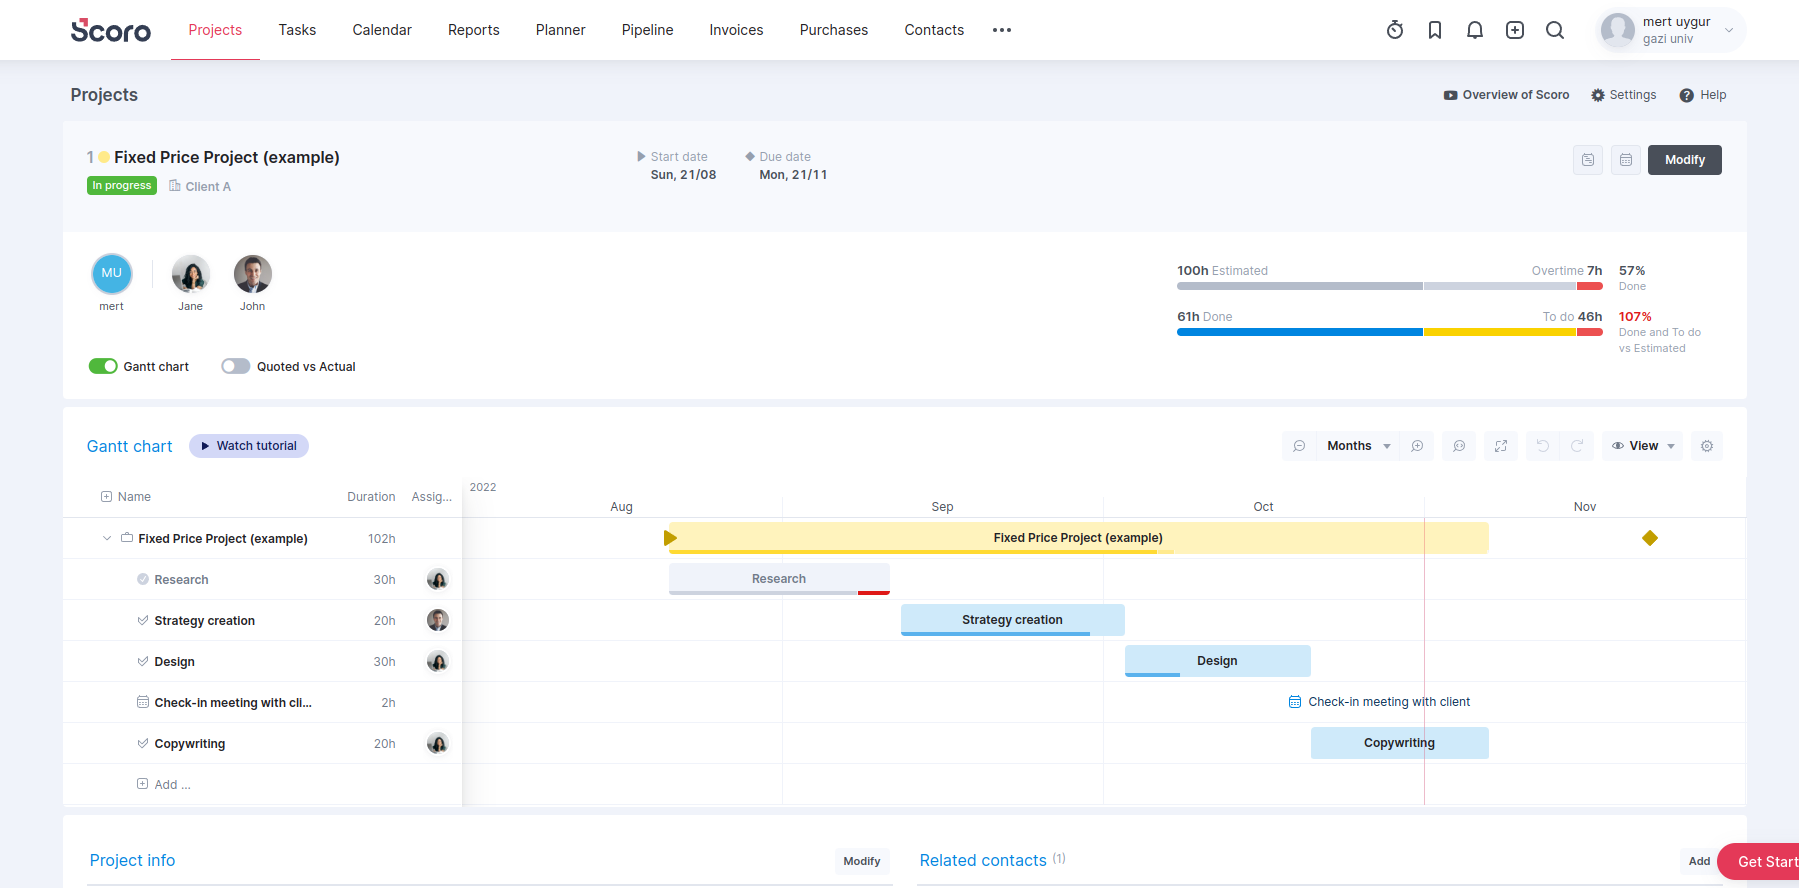 Scoro
Projects Tasks Calendar Reports Planner Pipeline Invoices Purchases Contacts
mert uygur
gazi univ
Projects
Overview of Scoro Settings Help
1 Fixed Price Project (example)
In progress Client A
Start date
Sun, 21/08
Due date
Mon, 21/11
Modify
MU
mert Jane John
100h Estimated Overtime 7h 57%
Done
61h Done To do 46h 107%
Done and To do
vs Estimated
Gantt chart Quoted vs Actual
Gantt chart Watch tutorial Months View
2022
Name Duration Assig... Aug Sep Oct Nov
Fixed Price Project (example) 102h Fixed Price Project (example)
Research 30h Research
Strategy creation 20h Strategy creation
Design 30h Design
Check-in meeting with cli... 2h Check-in meeting with client
Copywriting 20h Copywriting
Add ...
Project info Modify Related contacts (1) Add Get Start